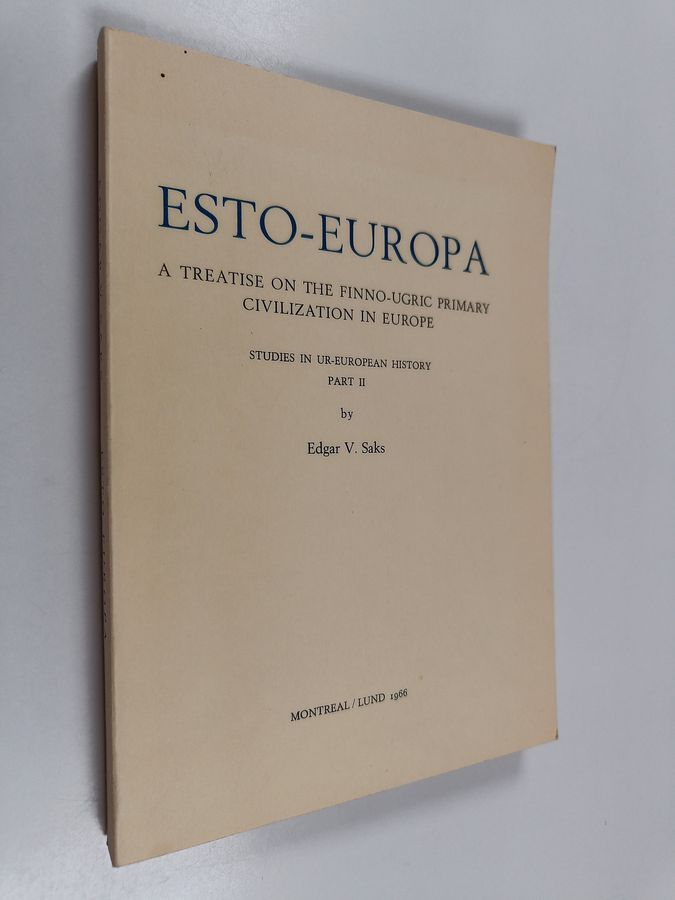 ESTO-EUROPA
A TREATISE ON THE FINNO-UGRIC PRIMARY
CIVILIZATION IN EUROPE
STUDIES IN UR-EUROPEAN HISTORY
PART II
by
Edgar V. Saks
MONTREAL/LUND 1966